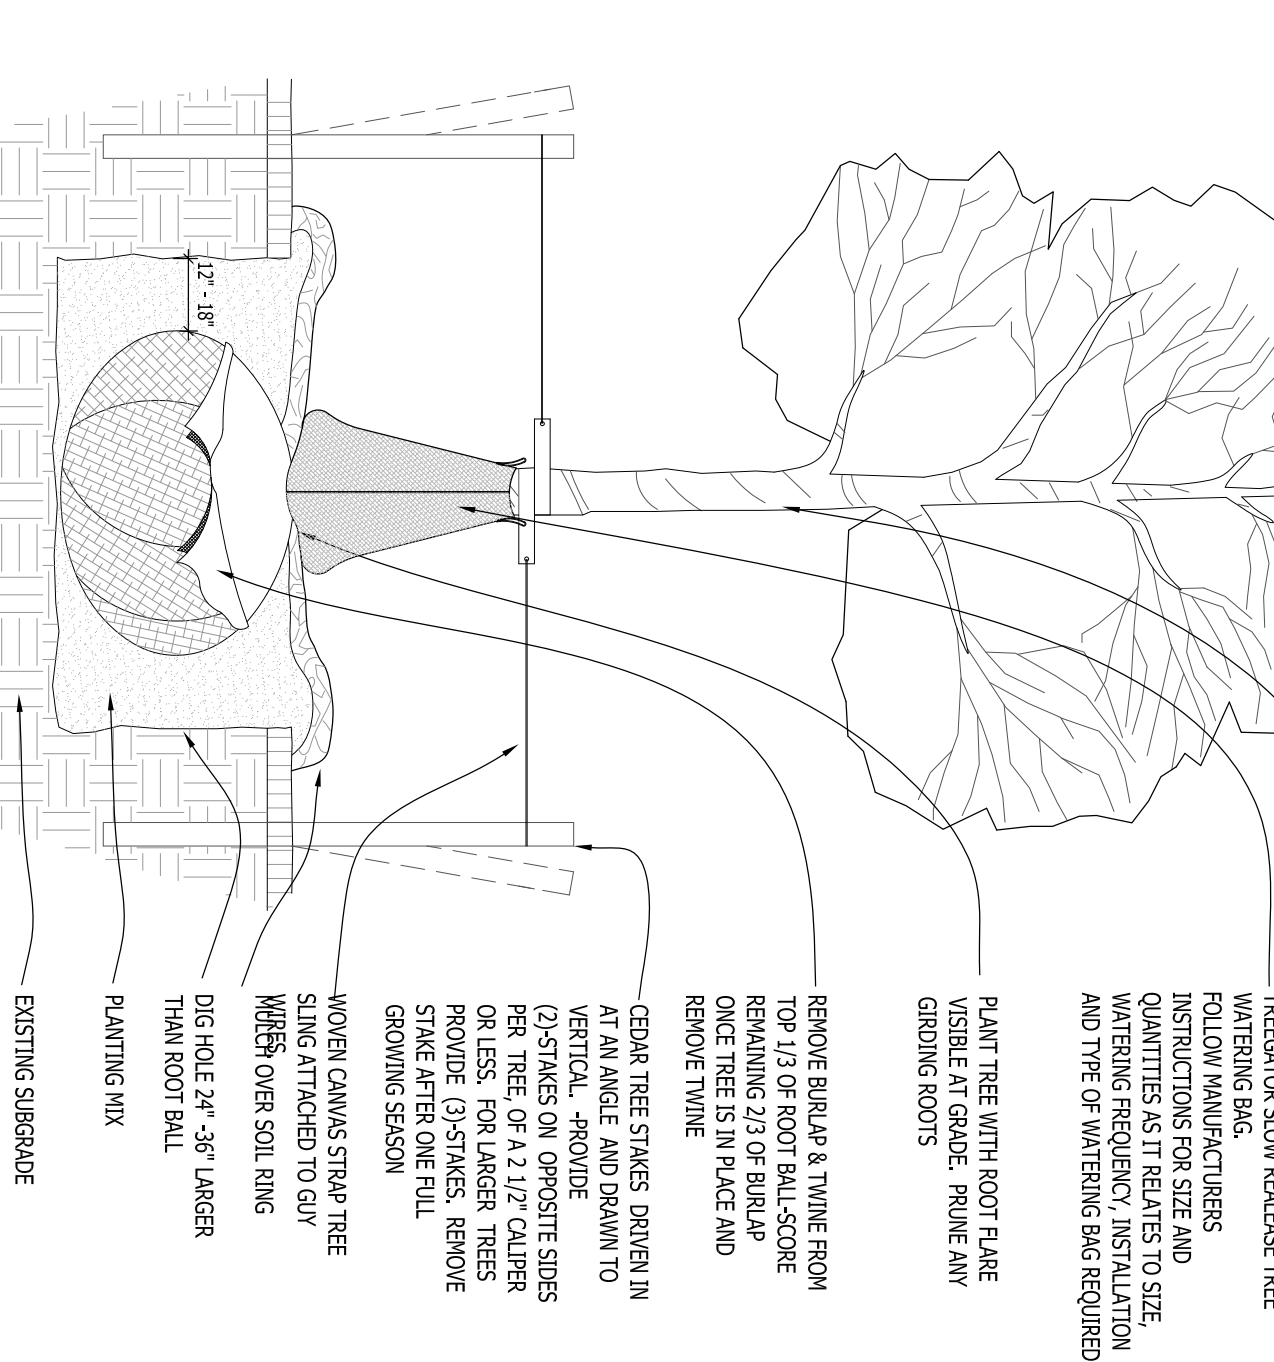 TREEGATOR SLOW REALEASE TREE
WATERING BAG.
FOLLOW MANUFACTURERS
INSTRUCTIONS FOR SIZE AND
QUANTITIES AS IT RELATES TO SIZE,
WATERING FREQUENCY, INSTALLATION
AND TYPE OF WATERING BAG REQUIRED
PLANT TREE WITH ROOT FLARE
VISIBLE AT GRADE. PRUNE ANY
GIRDING ROOTS
REMOVE BURLAP & TWINE FROM
TOP 1/3 OF ROOT BALL-SCORE
REMAINING 2/3 OF BURLAP
ONCE TREE IS IN PLACE AND
REMOVE TWINE
CEDAR TREE STAKES DRIVEN IN
AT AN ANGLE AND DRAWN TO
VERTICAL. -PROVIDE
(2)-STAKES ON OPPOSITE SIDES
PER TREE, OF A 2 1/2" CALIPER
OR LESS. FOR LARGER TREES
PROVIDE (3)-STAKES. REMOVE
STAKE AFTER ONE FULL
GROWING SEASON
WOVEN CANVAS STRAP TREE
SLING ATTACHED TO GUY
WIRES.
MULCH OVER SOIL RING
DIG HOLE 24" -36" LARGER
THAN ROOT BALL
PLANTING MIX
EXISTING SUBGRADE
12" - 18"